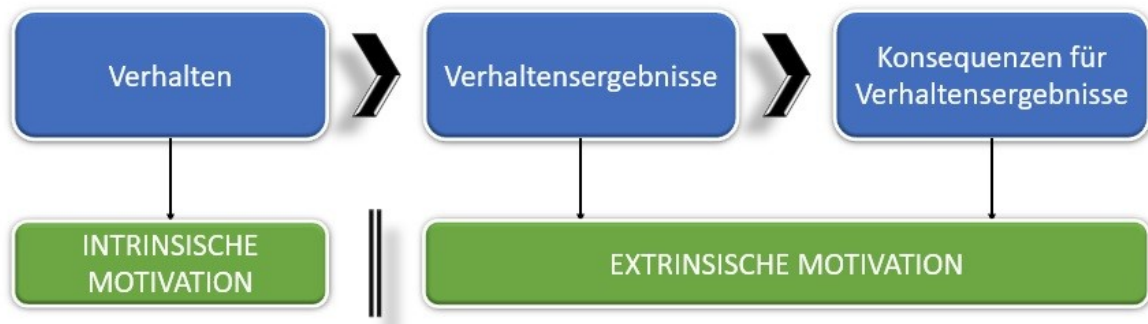 Verhalten
Verhaltensergebnisse
Konsequenzen für
Verhaltensergebnisse
INTRINSISCHE
MOTIVATION
EXTRINSISCHE MOTIVATION